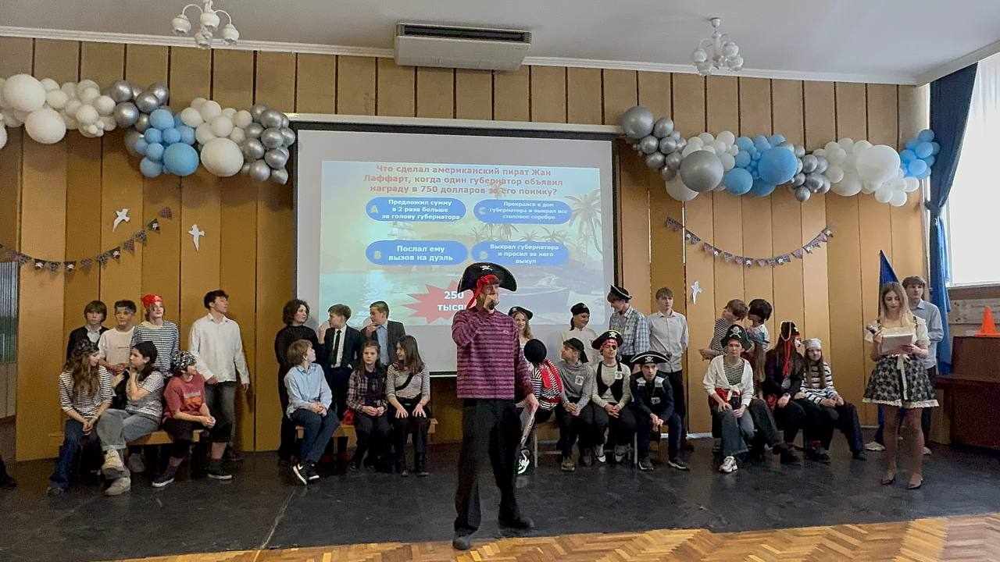 Что сделал американский пират Жан
Лаффарт, когда один губернатор объявил
награду в 750 долларов за его поимку?
A Предложил сумму
в 2 раза больше
за голову губернатора
C Прокрался в дом
губернатора и выкрал все
столовое серебро
B Послал ему
вызов на дуэль
D Выкрал губернатора
и просил за него
выкуп
250